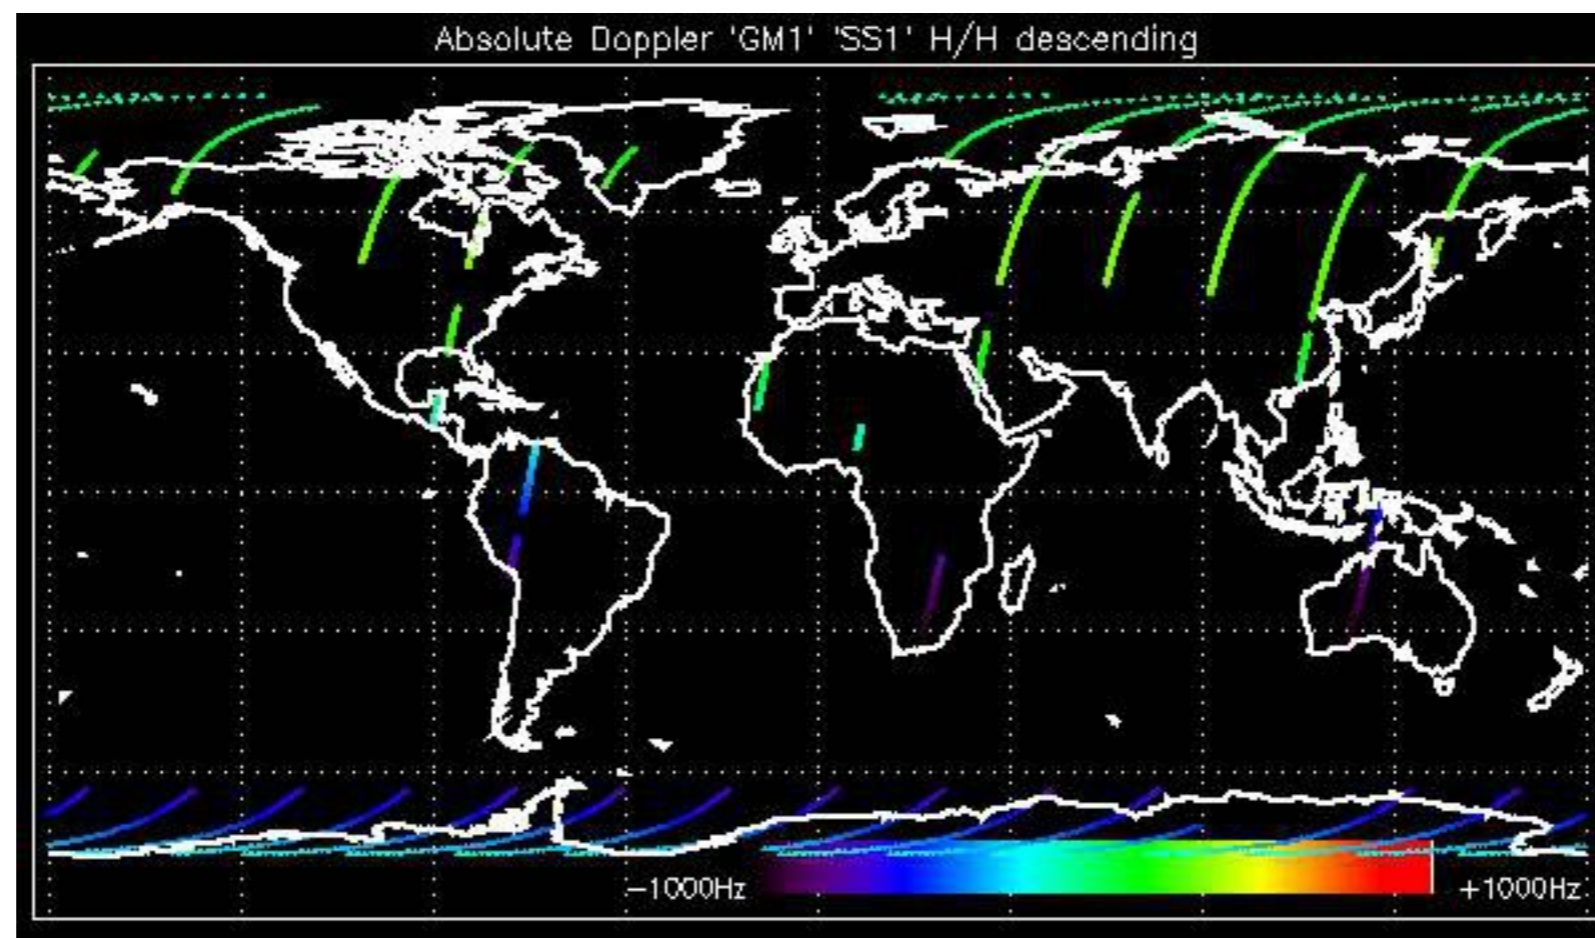 Absolute Doppler 'GM1' 'SS1' H/H descending
−1000Hz
+1000Hz